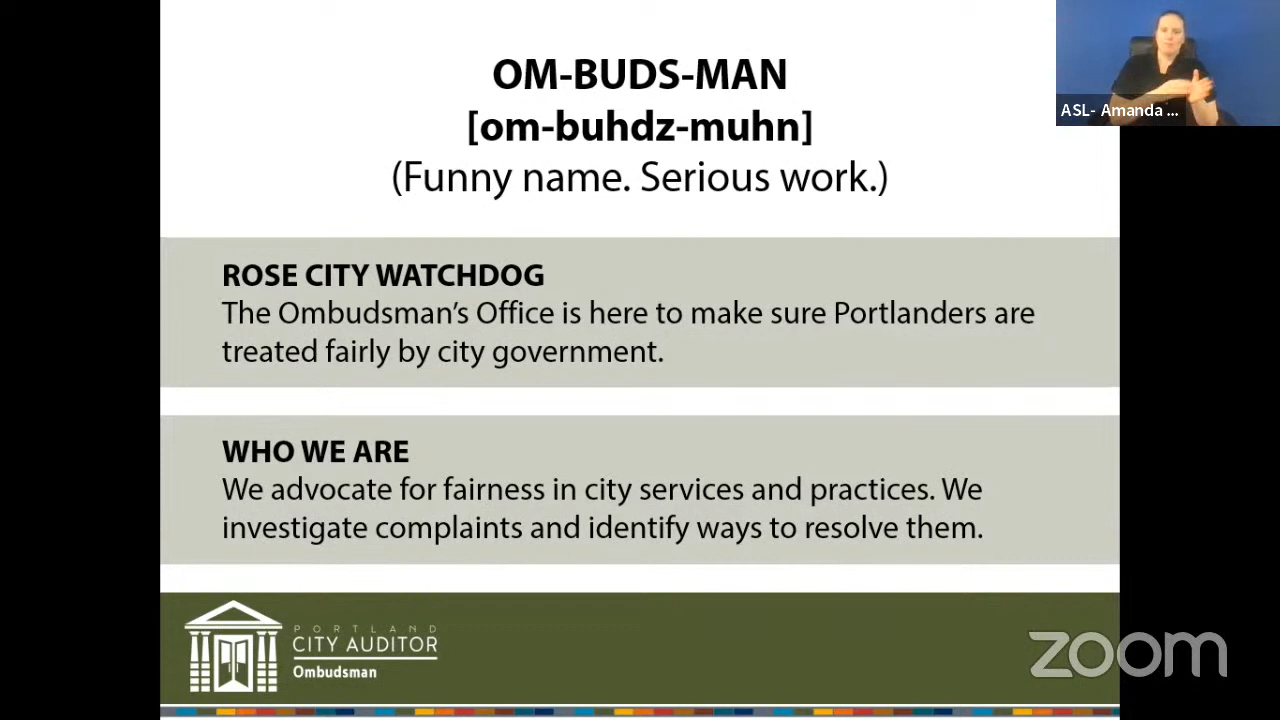 OM-BUDS-MAN
[om-buhdz-muhn]
(Funny name. Serious work.)
ASL- Amanda ...
ROSE CITY WATCHDOG
The Ombudsman’s Office is here to make sure Portlanders are
treated fairly by city government.
WHO WE ARE
We advocate for fairness in city services and practices. We
investigate complaints and identify ways to resolve them.
PORTLAND
CITY AUDITOR
Ombudsman
zoom